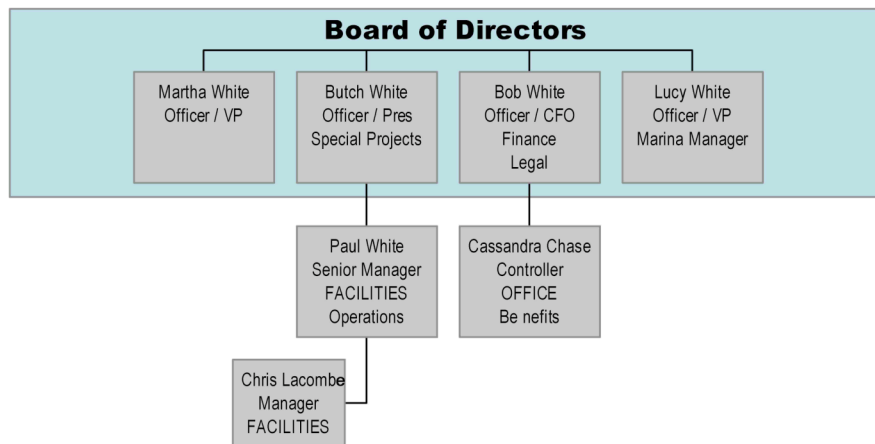 Board of Directors
Martha White
Officer / VP
Butch White
Officer / Pres
Special Projects
Bob White
Officer / CFO
Finance
Legal
Lucy White
Officer / VP
Marina Manager
Paul White
Senior Manager
FACILITIES
Operations
Cassandra Chase
Controller
OFFICE
Be nefits
Chris Lacombe
Manager
FACILITIES